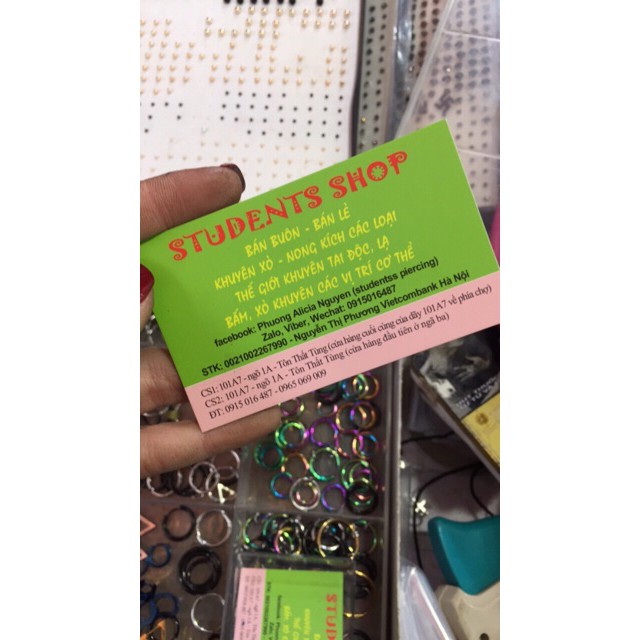 STUDENTS SHOP
BÁN BUÔN - BÁN LẺ
KHUYÊN XỎ - NONG KÍCH CÁC LOẠI
THẾ GIỚI KHUYÊN TAI ĐỘC, LẠ
BẤM, XỎ KHUYÊN CÁC VỊ TRÍ CƠ THỂ
facebook: Phuong Alicia Nguyen (studentss piercing)
Zalo, Viber, Wechat: 0915016487
STK: 0021002267990 - Nguyễn Thị Phương Vietcombank Hà Nội
CS1: 101A7 - ngõ 1A - Tôn Thất Tùng (cửa hàng cuối cùng của dãy 101A7 về phía chợ)
CS2: 101A7 - ngõ 1A - Tôn Thất Tùng (cửa hàng đầu tiên ở ngã ba)
ĐT: 0915 016 487 - 0965 069 009
STUDENTS